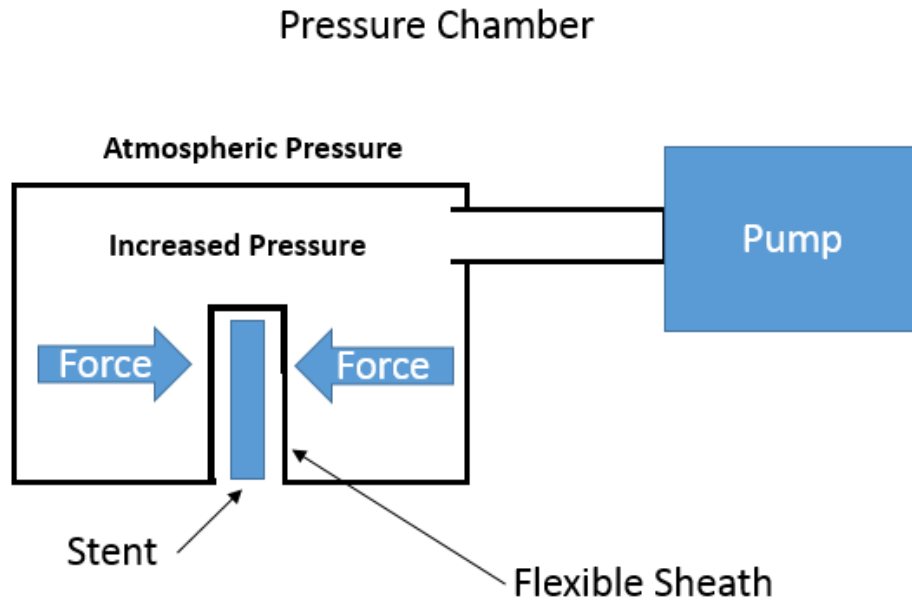 Pressure Chamber
Atmospheric Pressure
Increased Pressure
Pump
Force
Force
Stent
Flexible Sheath